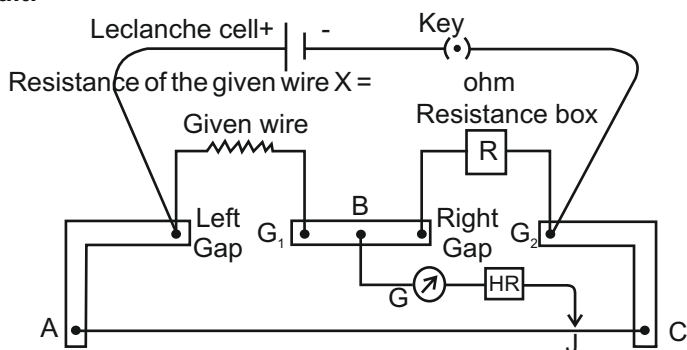 Leclanche cell+ - Key
Resistance of the given wire X = ohm
Given wire
Resistance box
R
Left
Gap
G₁
B
Right
Gap
G₂
G
HR
A
C
J